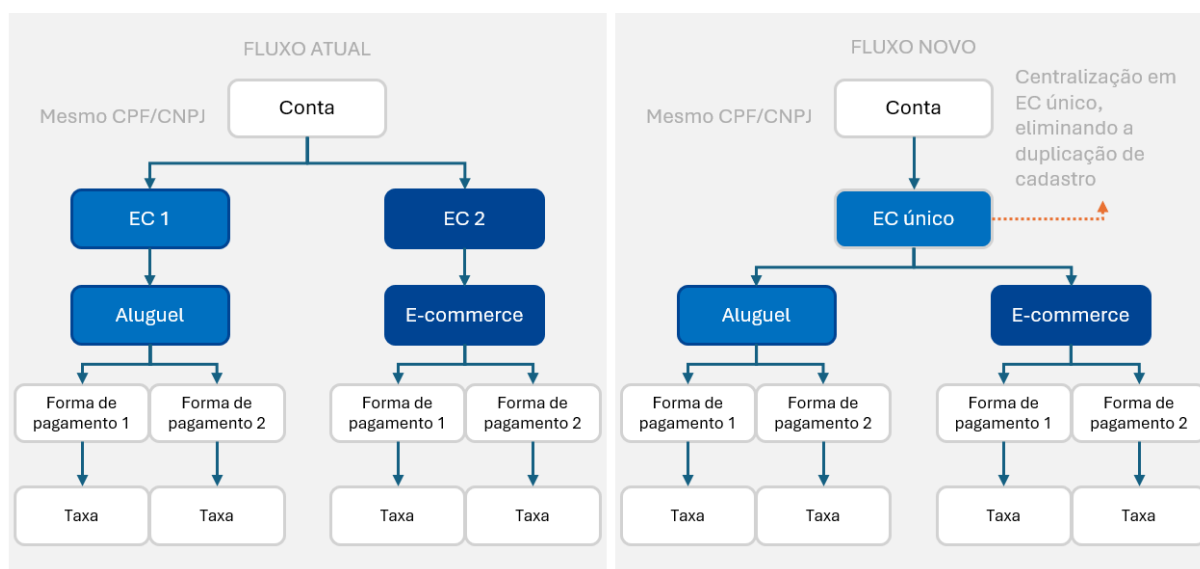 FLUXO ATUAL
Mesmo CPF/CNPJ
Conta
EC 1
EC 2
Aluguel
E-commerce
Forma de
pagamento 1
Forma de
pagamento 2
Forma de
pagamento 1
Forma de
pagamento 2
Taxa
Taxa
Taxa
Taxa
FLUXO NOVO
Mesmo CPF/CNPJ
Conta
Centralização em
EC único,
eliminando a
duplicação de
cadastro
EC único
Aluguel
E-commerce
Forma de
pagamento 1
Forma de
pagamento 2
Forma de
pagamento 1
Forma de
pagamento 2
Taxa
Taxa
Taxa
Taxa